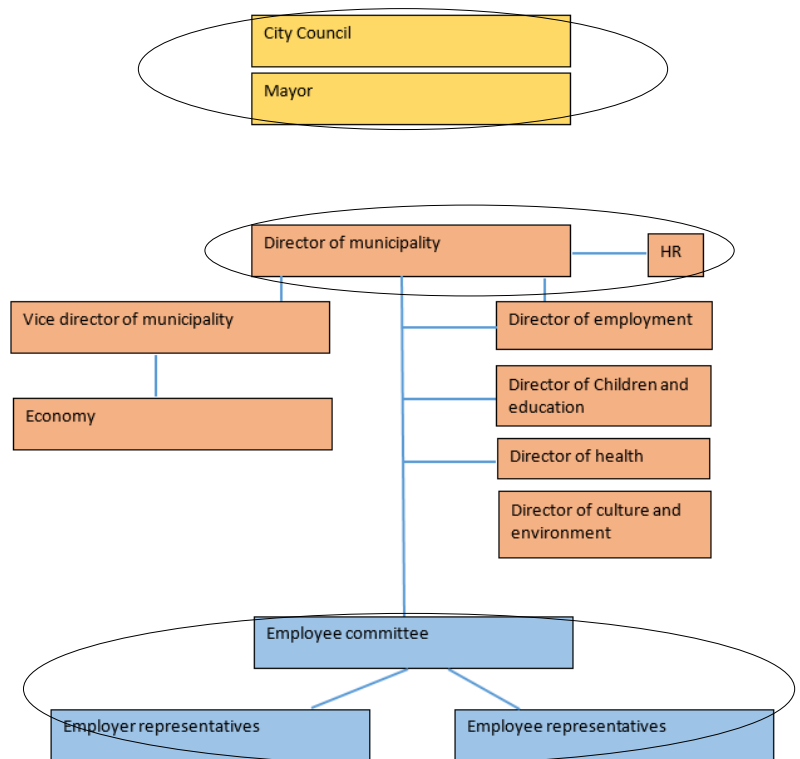 City Council
Mayor
Director of municipality
HR
Vice director of municipality
Director of employment
Economy
Director of Children and
education
Director of health
Director of culture and
environment
Employee committee
Employer representatives
Employee representatives